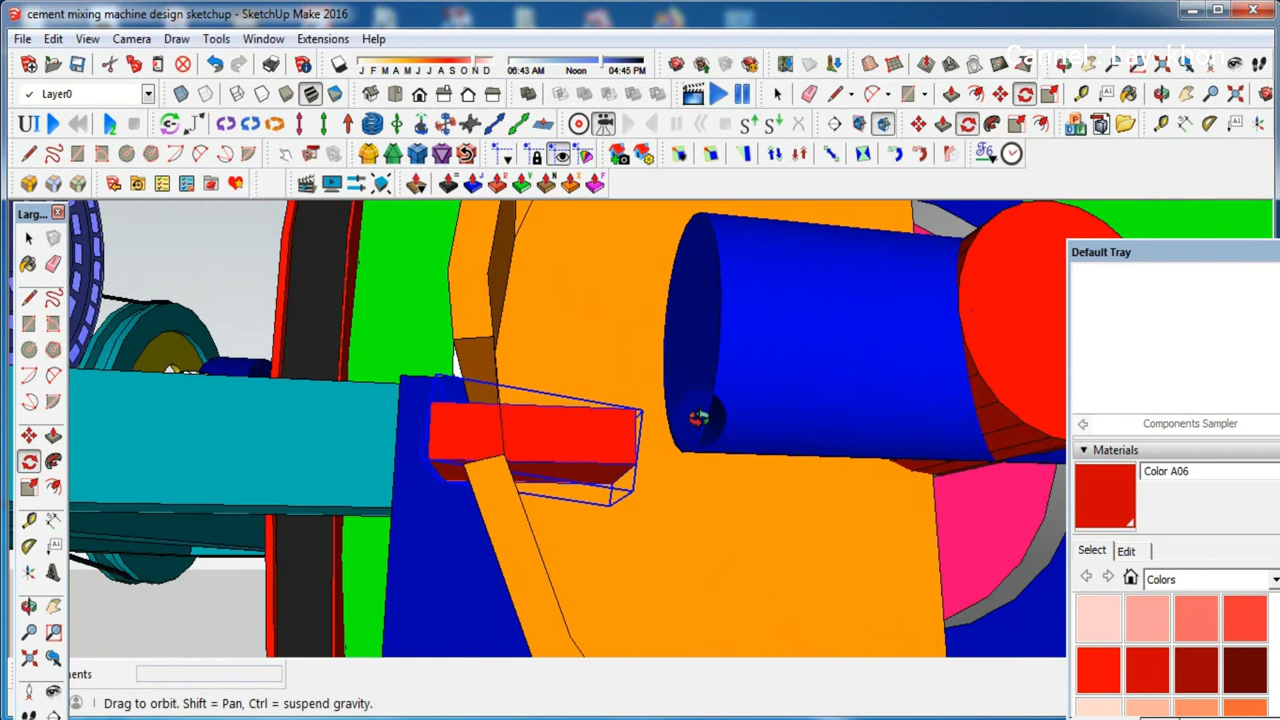 cement mixing machine design sketchup - SketchUp Make 2016
File Edit View Camera Draw Tools Window Extensions Help
J F M A M J J A S O N D 06:43 AM Noon 04:45 PM
Layer0
UI
Larg...
Default Tray
Components Sampler
Materials
Color A06
Select Edit
Colors
ents
Drag to orbit. Shift = Pan, Ctrl = suspend gravity.